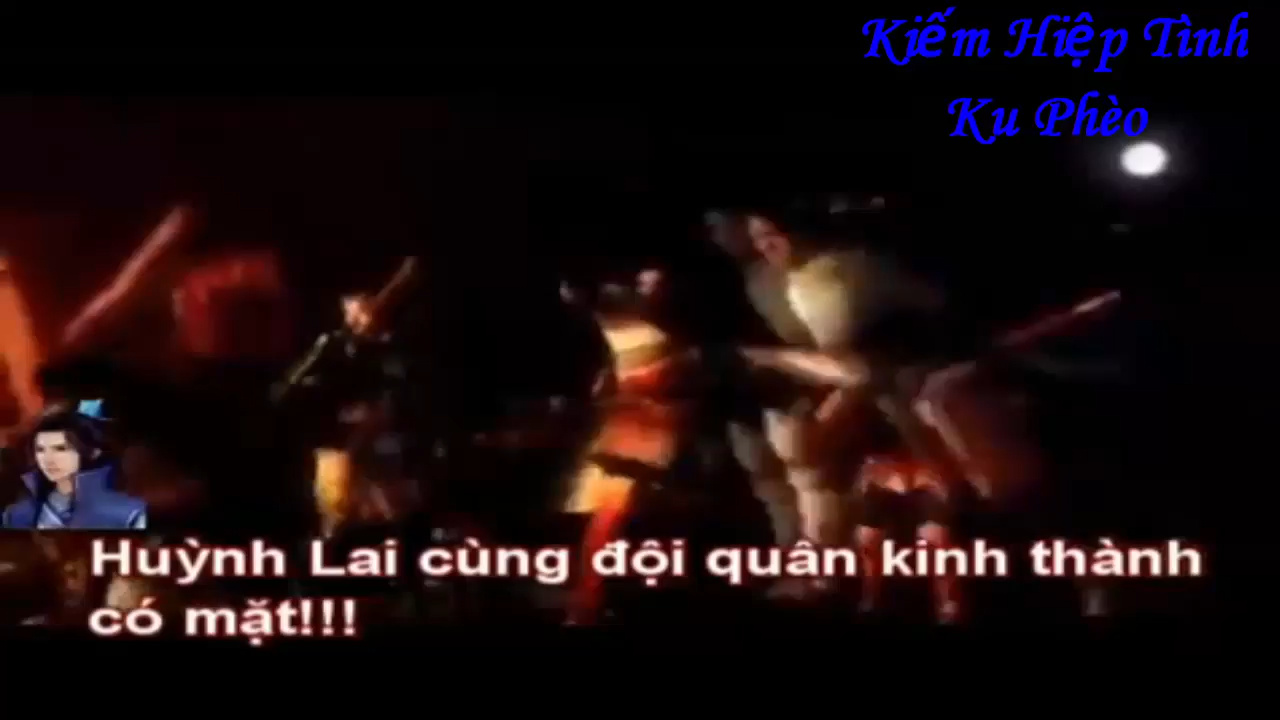 Kiếm Hiệp Tình
Ku Phèo
Huỳnh Lai cùng đội quân kinh thành
có mặt!!!